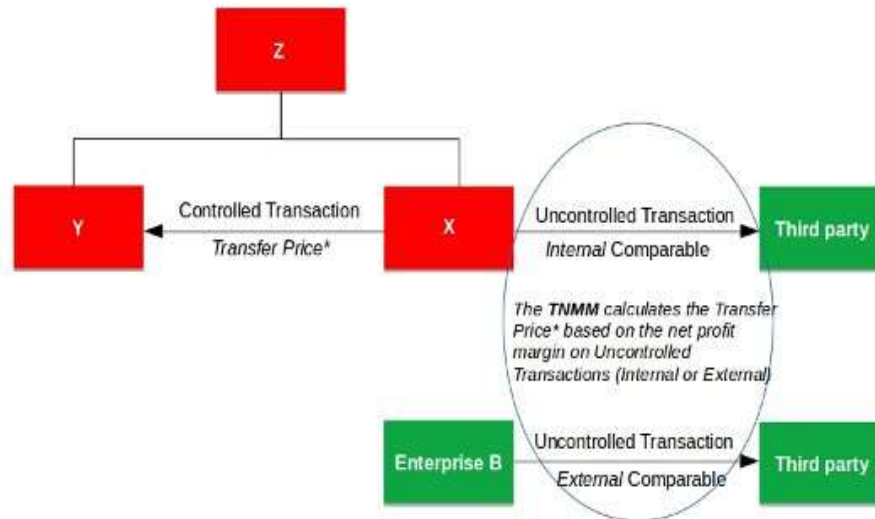 Z
Y
Controlled Transaction
Transfer Price*
X
Uncontrolled Transaction
Internal Comparable
Third party
The TNMM calculates the Transfer
Price* based on the net profit
margin on Uncontrolled
Transactions (Internal or External)
Enterprise B
Uncontrolled Transaction
External Comparable
Third party